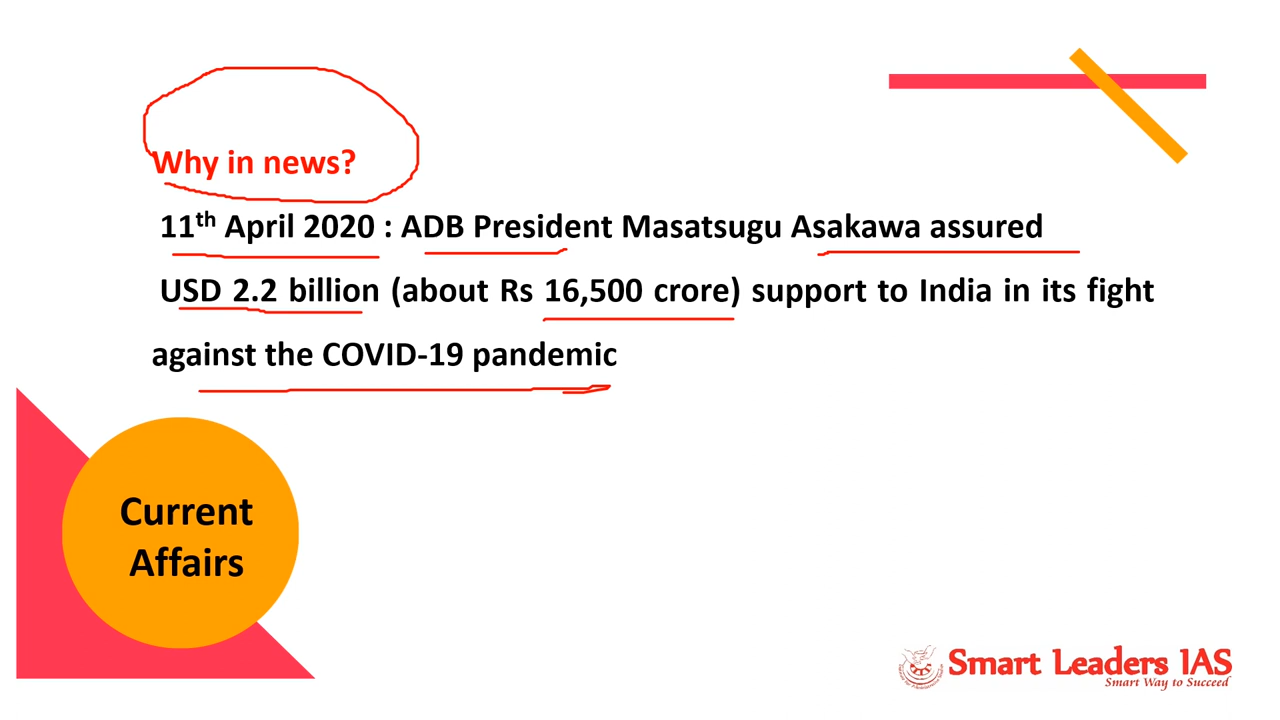 Why in news?
11th April 2020 : ADB President Masatsugu Asakawa assured
USD 2.2 billion (about Rs 16,500 crore) support to India in its fight
against the COVID-19 pandemic
Current
Affairs
Smart Leaders IAS
Smart Way to Succeed